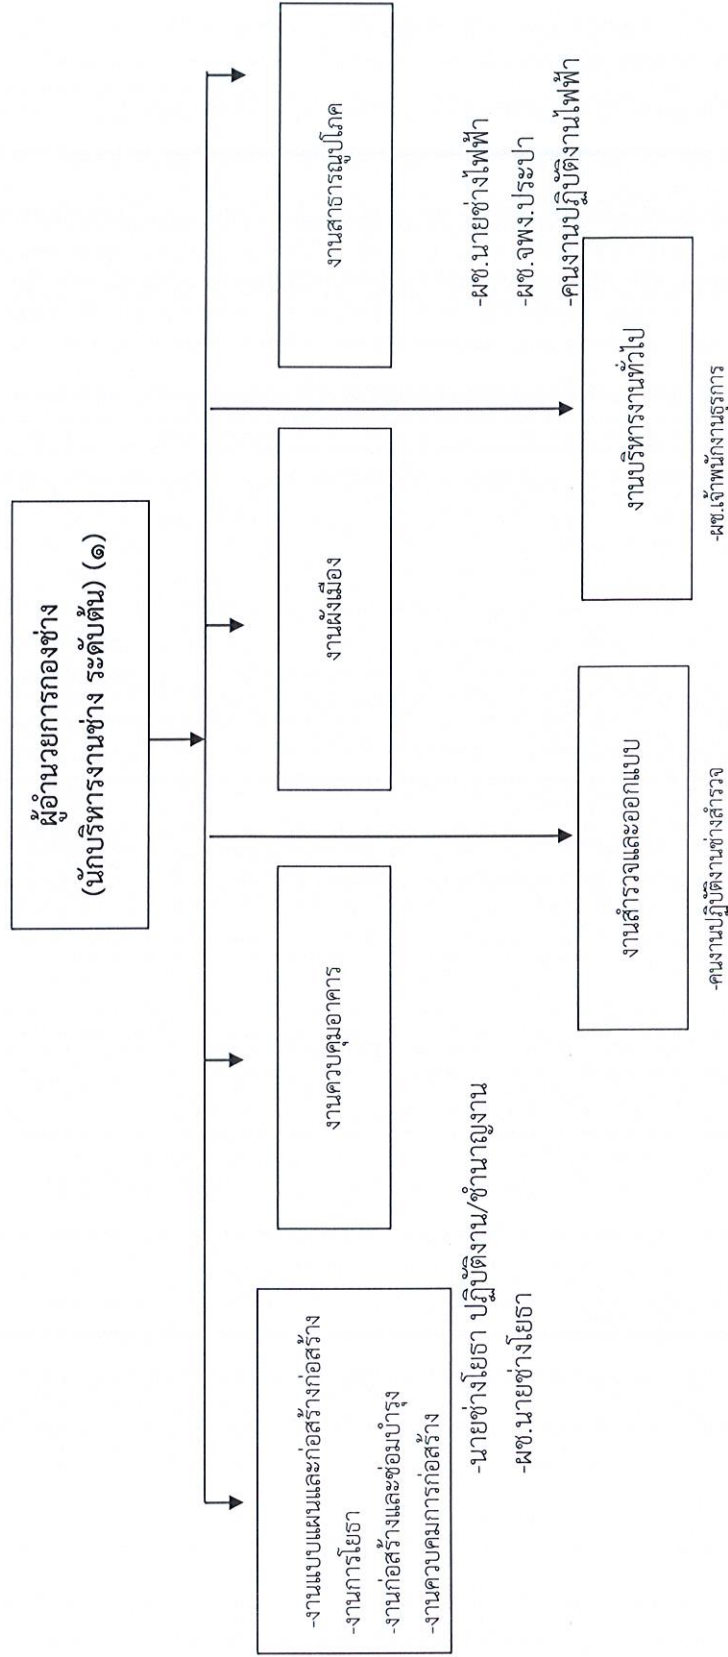 ผู้อำนวยการกองช่าง
(นักบริหารงานช่าง ระดับต้น) (๑)
-งานแบบแผนและก่อสร้างก่อสร้าง
-งานการโยธา
-งานก่อสร้างและซ่อมบำรุง
-งานควบคมการก่อสร้าง
งานควบคุมอาคาร
งานผังเมือง
งานสาธารณูปโภค
-นายช่างโยธา ปฏิบัติงาน/ชำนาญงาน
-ผช.นายช่างโยธา
-ผช.นายช่างไฟฟ้า
-ผช.จพง.ประปา
-คนงานปฏิบัติงานไฟฟ้า
งานสำรวจและออกแบบ
งานบริหารงานทั่วไป
-คนงานปฏิบัติงานช่างสำรวจ
-ผช.เจ้าพนักงานธุรการ